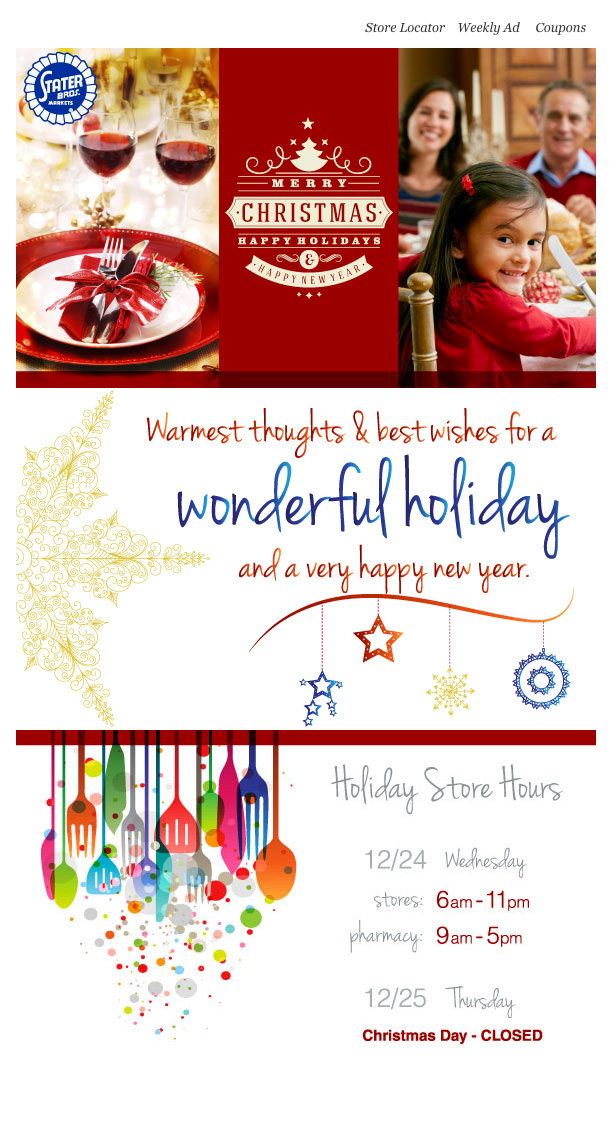 Store Locator Weekly Ad Coupons
STATER
BROS.
MARKETS
MERRY
CHRISTMAS
HAPPY HOLIDAYS
&
HAPPY NEW YEAR
Warmest thoughts & best wishes for a
wonderful holiday
and a very happy new year.
Holiday Store Hours
12/24 Wednesday
stores: 6am-11pm
pharmacy: 9am-5pm
12/25 Thursday
Christmas Day - CLOSED